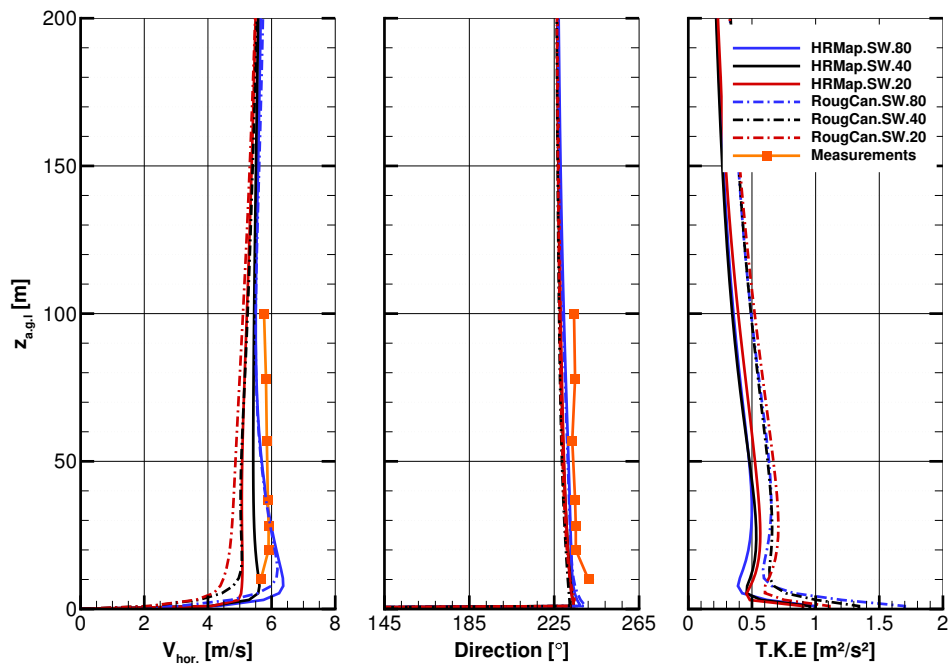 200
150
100
50
0
z a.g.l [m]
0 2 4 6 8
V hor. [m/s]
145 185 225 265
Direction [°]
0 0.5 1 1.5 2
T.K.E [m²/s²]
HRMap.SW.80
HRMap.SW.40
HRMap.SW.20
RougCan.SW.80
RougCan.SW.40
RougCan.SW.20
Measurements